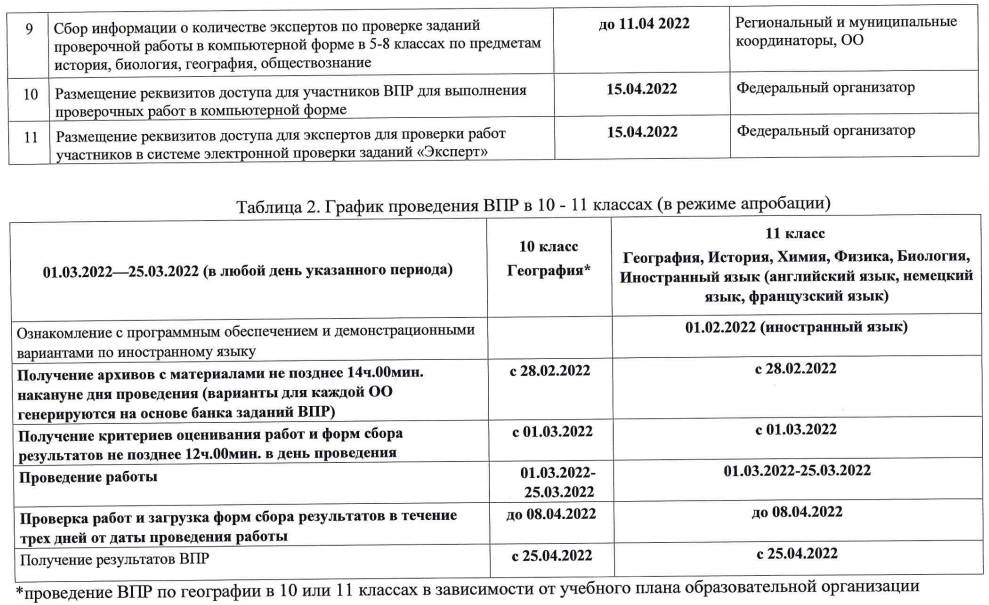 9 Сбор информации о количестве экспертов по проверке заданий до 11.04 2022 Региональный и муниципальные
проверочной работы в компьютерной форме в 5-8 классах по предметам координаторы, ОО
история, биология, география, обществознание
10 Размещение реквизитов доступа для участников ВПР для выполнения 15.04.2022 Федеральный организатор
проверочных работ в компьютерной форме
11 Размещение реквизитов доступа для экспертов для проверки работ 15.04.2022 Федеральный организатор
участников в системе электронной проверки заданий «Эксперт»
Таблица 2. График проведения ВПР в 10 - 11 классах (в режиме апробации)
01.03.2022—25.03.2022 (в любой день указанного периода)
10 класс
География*
11 класс
География, История, Химия, Физика, Биология,
Иностранный язык (английский язык, немецкий
язык, французский язык)
Ознакомление с программным обеспечением и демонстрационными 01.02.2022 (иностранный язык)
вариантами по иностранному языку
Получение архивов с материалами не позднее 14ч.00мин. с 28.02.2022 с 28.02.2022
накануне дня проведения (варианты для каждой ОО
генерируются на основе банка заданий ВПР)
Получение критериев оценивания работ и форм сбора с 01.03.2022 с 01.03.2022
результатов не позднее 12ч.00мин. в день проведения
Проведение работы 01.03.2022- 01.03.2022-25.03.2022
25.03.2022
Проверка работ и загрузка форм сбора результатов в течение до 08.04.2022 до 08.04.2022
трех дней от даты проведения работы
Получение результатов ВПР с 25.04.2022 с 25.04.2022
*проведение ВПР по географии в 10 или 11 классах в зависимости от учебного плана образовательной организации